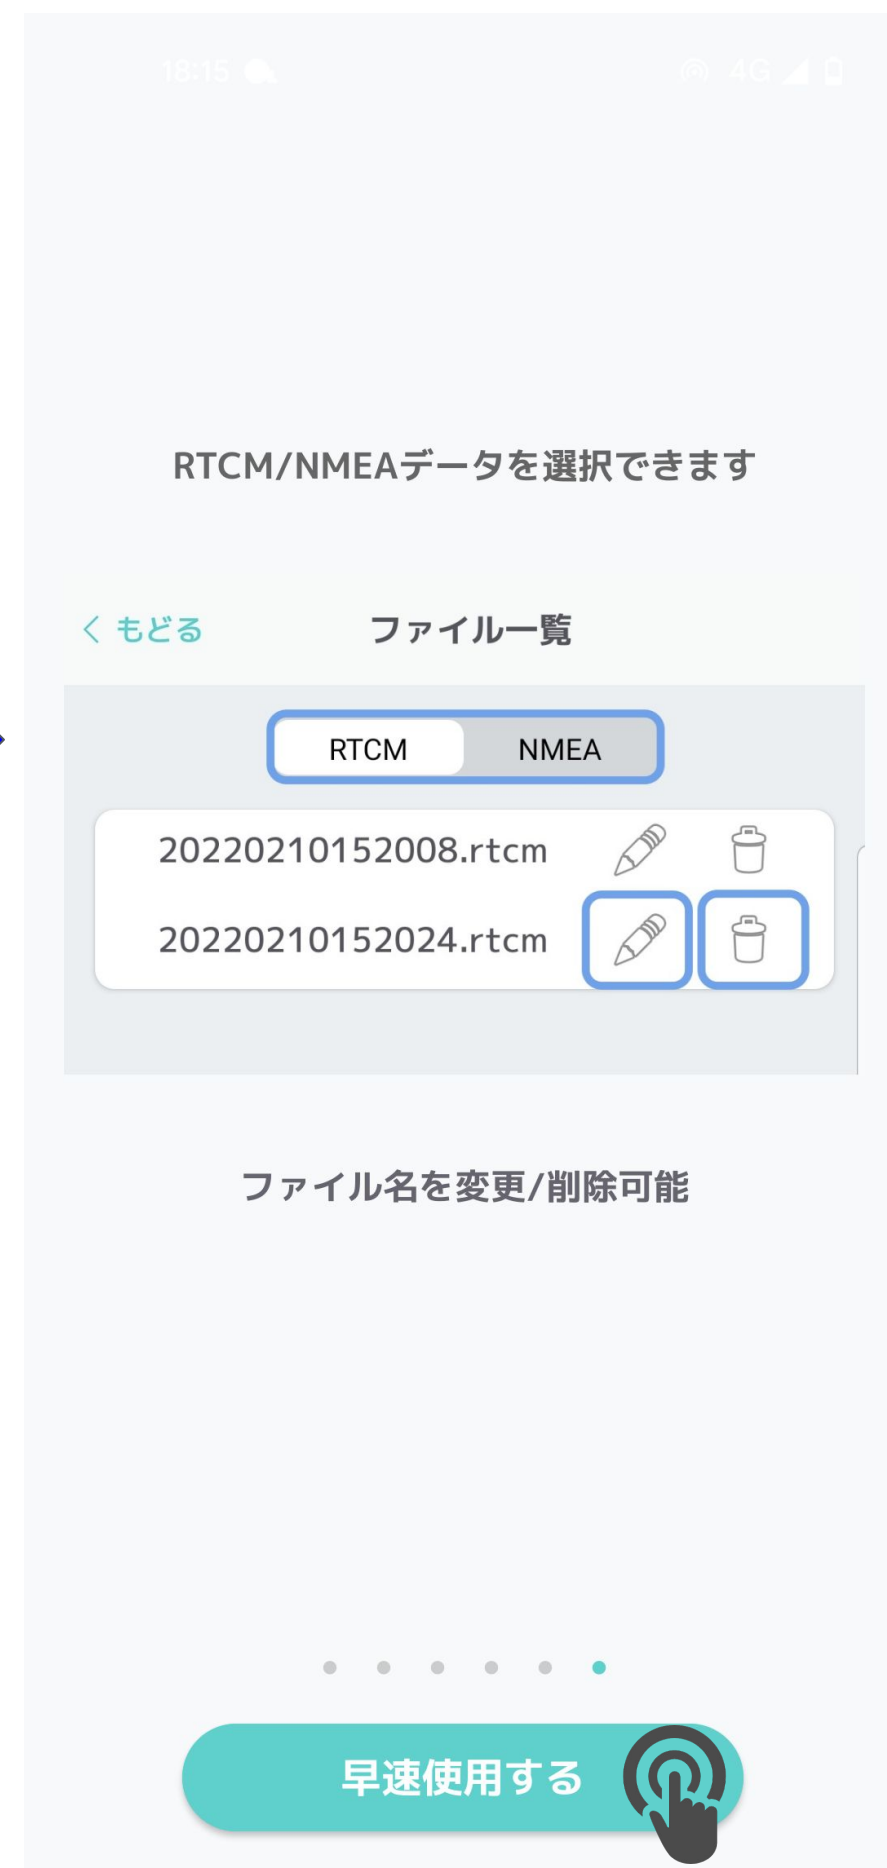 18:15 4G
RTCM/NMEAデータを選択できます
く もどる ファイル一覧
RTCM NMEA
20220210152008.rtcm
20220210152024.rtcm
ファイル名を変更/削除可能
早速使用する